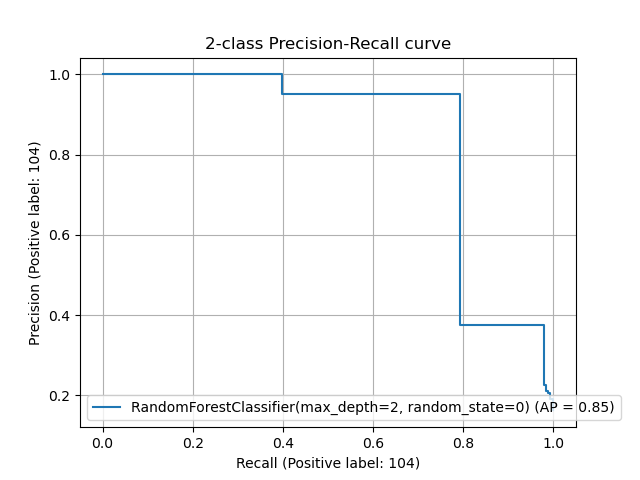 2-class Precision-Recall curve
Precision (Positive label: 104)
1.0
0.8
0.6
0.4
0.2
RandomForestClassifier(max_depth=2, random_state=0) (AP = 0.85)
0.0 0.2 0.4 0.6 0.8 1.0
Recall (Positive label: 104)